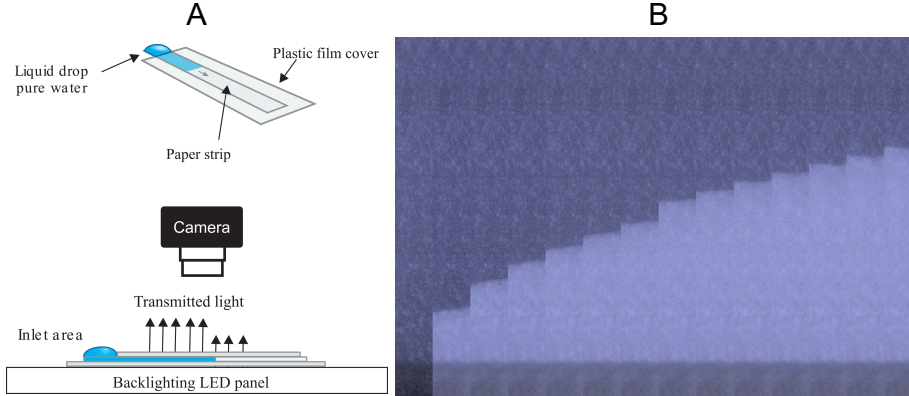 A
B
Liquid drop
pure water
Plastic film cover
Paper strip
Camera
Transmitted light
Inlet area
Backlighting LED panel